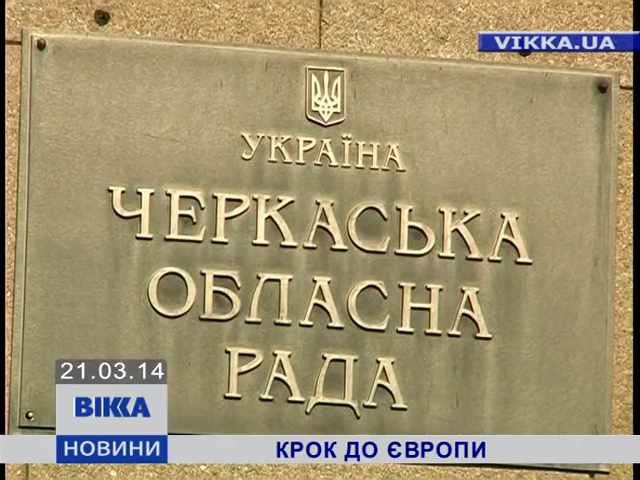 VIKKA.UA
УКРАЇНА
ЧЕРКАСЬКА
ОБЛАСНА
РАДА
21.03.14
ВІККА
НОВИНИ
КРОК ДО ЄВРОПИ